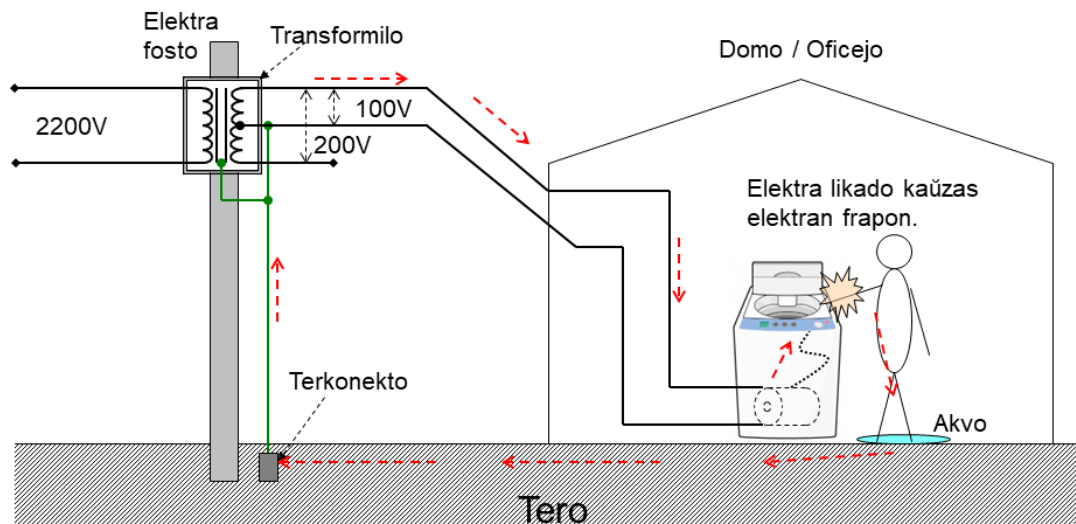 Elektra
fosto
Transformilo
Domo / Oficejo
2200V
100V
200V
Elektra likado kaŭzas
elektran frapon.
Terkonekto
Akvo
Tero